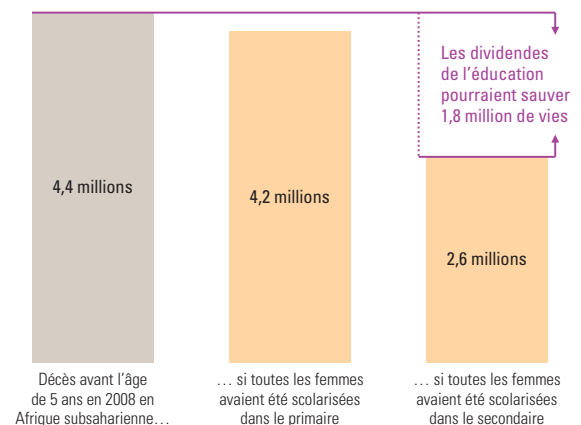 Les dividendes
de l’éducation
pourraient sauver
1,8 million de vies
4,4 millions
4,2 millions
2,6 millions
Décès avant l’âge
de 5 ans en 2008 en
Afrique subsaharienne…
… si toutes les femmes
avaient été scolarisées
dans le primaire
… si toutes les femmes
avaient été scolarisées
dans le secondaire